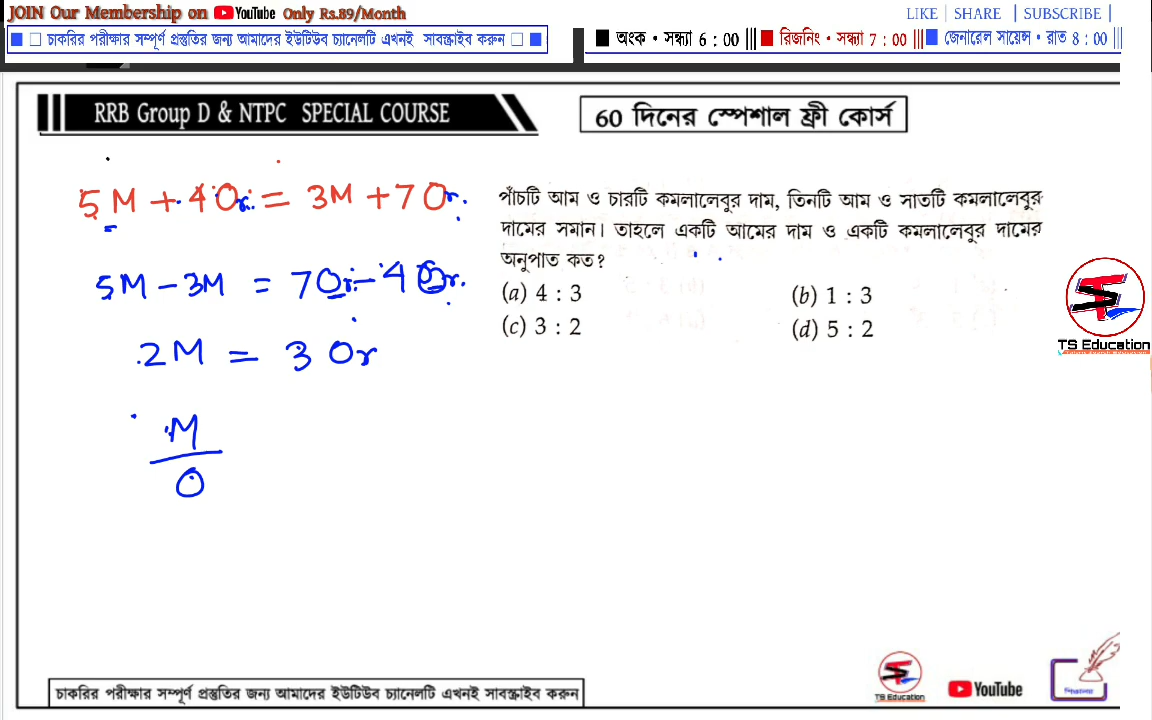 JOIN Our Membership on YouTube Only Rs.89/Month
LIKE | SHARE | SUBSCRIBE |
■ □ চাকরির পরীক্ষার সম্পূর্ণ প্রস্তুতির জন্য আমাদের ইউটিউব চ্যানেলটি এখনই সাবস্ক্রাইব করুন □ ■
■ অংক • সন্ধ্যা 6 : 00 ||| ■ রিজনিং • সন্ধ্যা 7 : 00 ||| ■ জেনারেল সায়েন্স • রাত 8 : 00 |||
RRB Group D & NTPC SPECIAL COURSE
60 দিনের স্পেশাল ফ্রী কোর্স
5M + 4Or = 3M + 7Or.
5M - 3M = 7Or - 4Or.
2M = 3Or
M
O
পাঁচটি আম ও চারটি কমলালেবুর দাম, তিনটি আম ও সাতটি কমলালেবুর
দামের সমান। তাহলে একটি আমের দাম ও একটি কমলালেবুর দামের
অনুপাত কত?
(a) 4 : 3
(b) 1 : 3
(c) 3 : 2
(d) 5 : 2
TS Education
চাকরির পরীক্ষার সম্পূর্ণ প্রস্তুতির জন্য আমাদের ইউটিউব চ্যানেলটি এখনই সাবস্ক্রাইব করুন
TS Education
YouTube